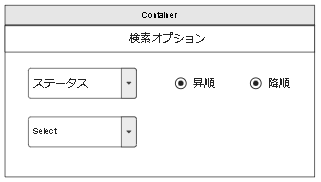 Container
検索オプション
ステータス
昇順
降順
Select